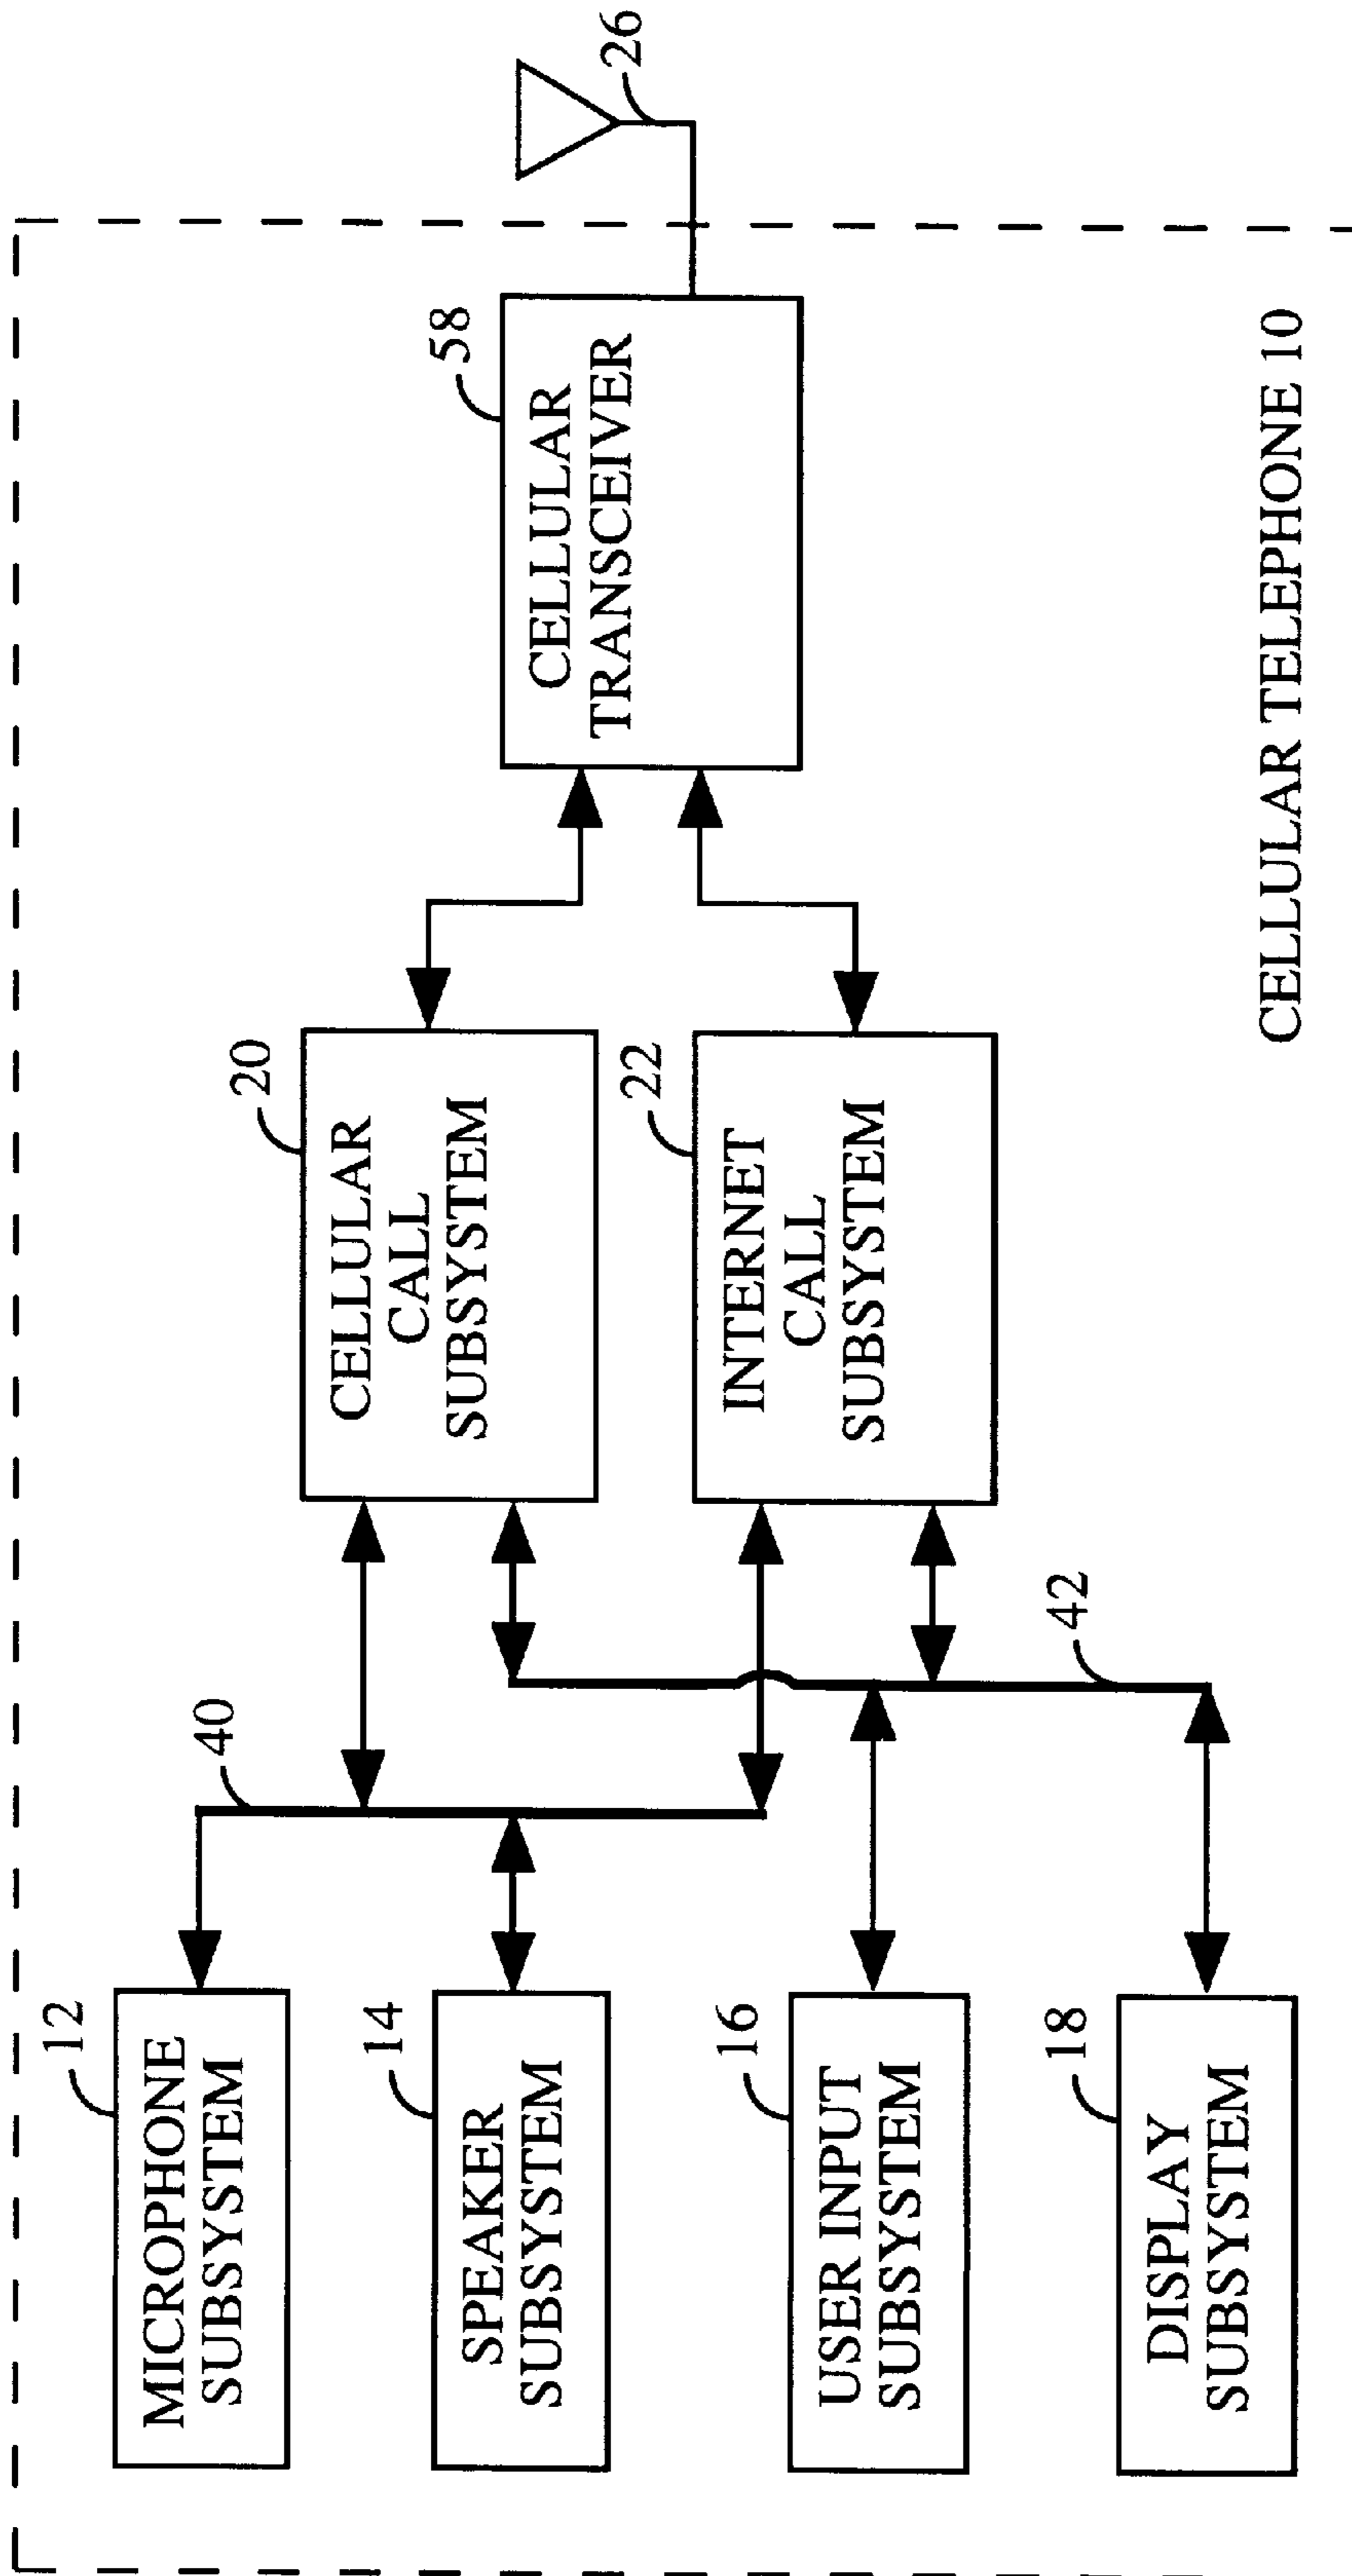 12
MICROPHONE
SUBSYSTEM
14
SPEAKER
SUBSYSTEM
16
USER INPUT
SUBSYSTEM
18
DISPLAY
SUBSYSTEM
40
42
20
CELLULAR
CALL
SUBSYSTEM
22
INTERNET
CALL
SUBSYSTEM
58
CELLULAR
TRANSCEIVER
26
CELLULAR TELEPHONE 10